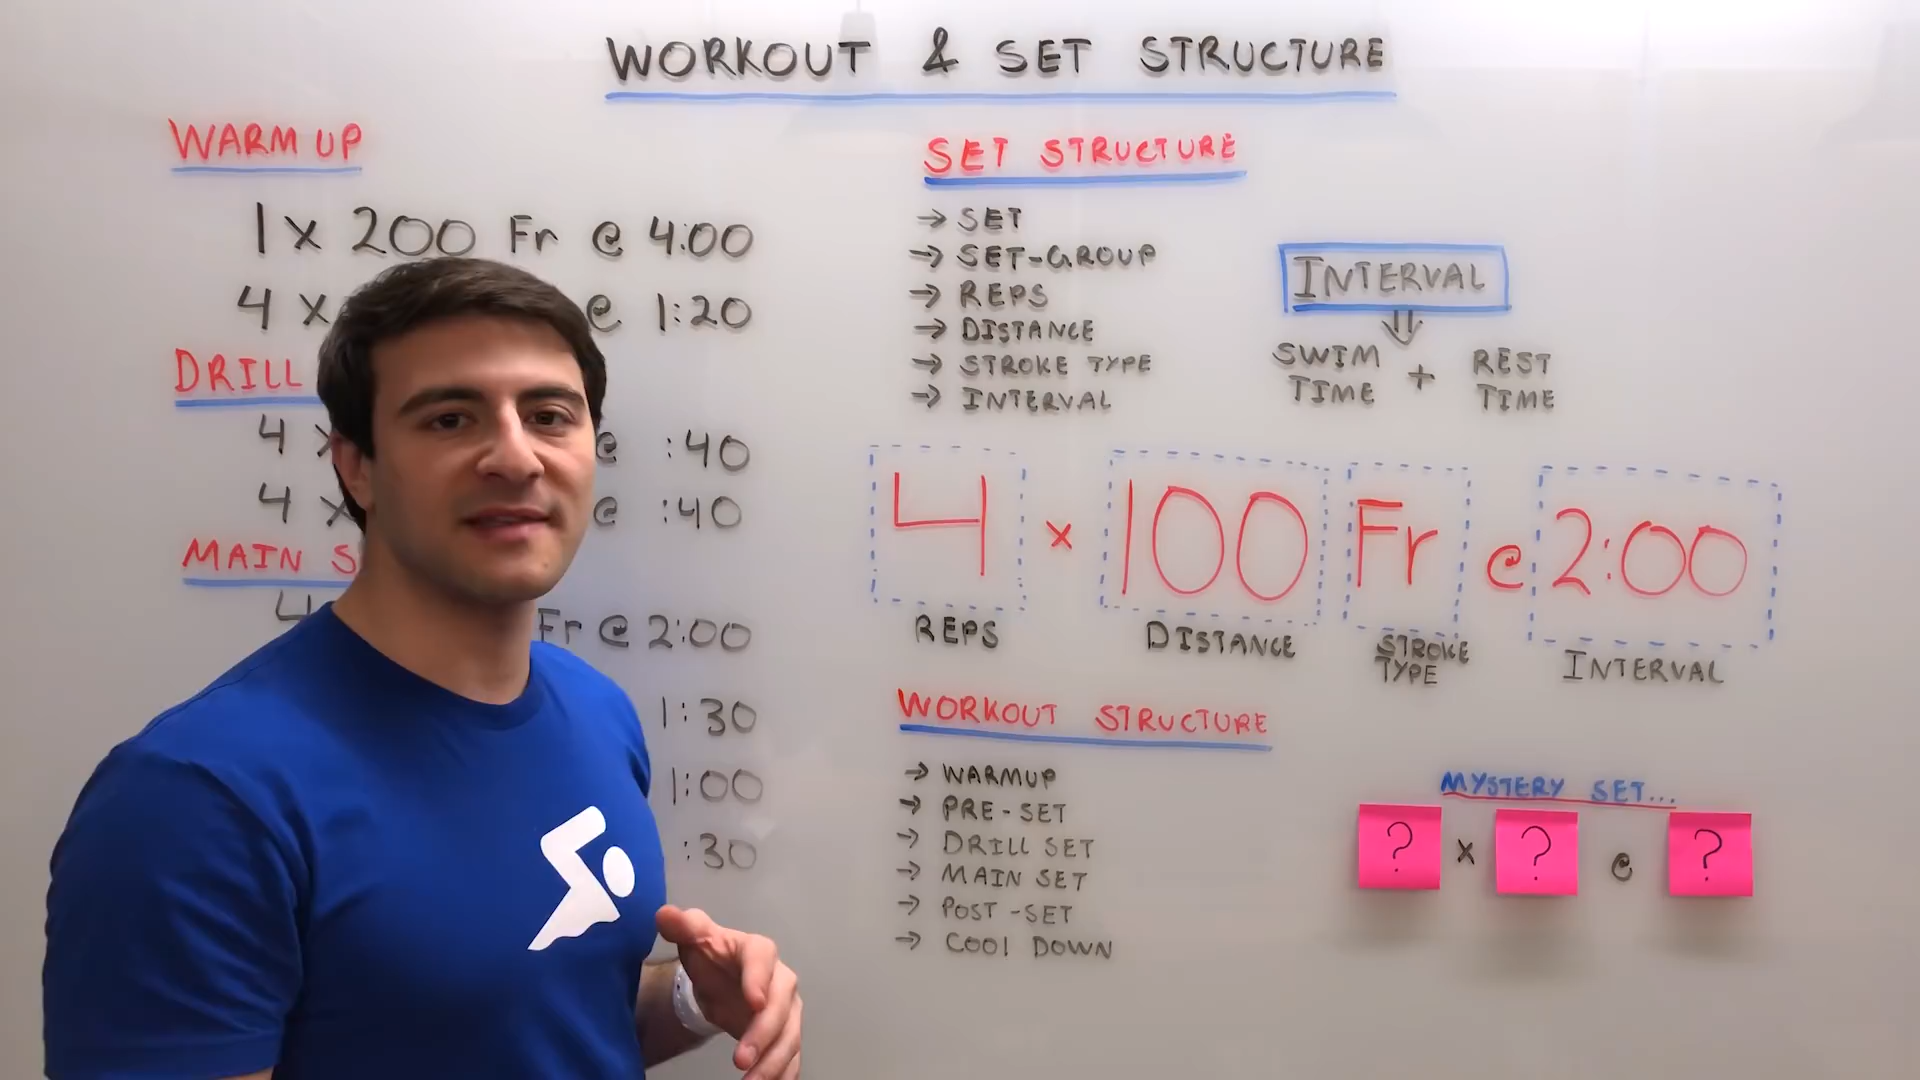 WORKOUT & SET STRUCTURE
WARM UP
1 x 200 Fr @ 4:00
4 x @ 1:20
DRILL
4 x @ :40
4 x @ :40
MAIN S
4 Fr @ 2:00
1:30
1:00
:30
SET STRUCTURE
→ SET
→ SET-GROUP
→ REPS
→ DISTANCE
→ STROKE TYPE
→ INTERVAL
INTERVAL
⇓
SWIM TIME + REST TIME
4 x 100 Fr @ 2:00
REPS DISTANCE STROKE TYPE INTERVAL
WORKOUT STRUCTURE
→ WARMUP
→ PRE-SET
→ DRILL SET
→ MAIN SET
→ POST-SET
→ COOL DOWN
MYSTERY SET...
? x ? @ ?